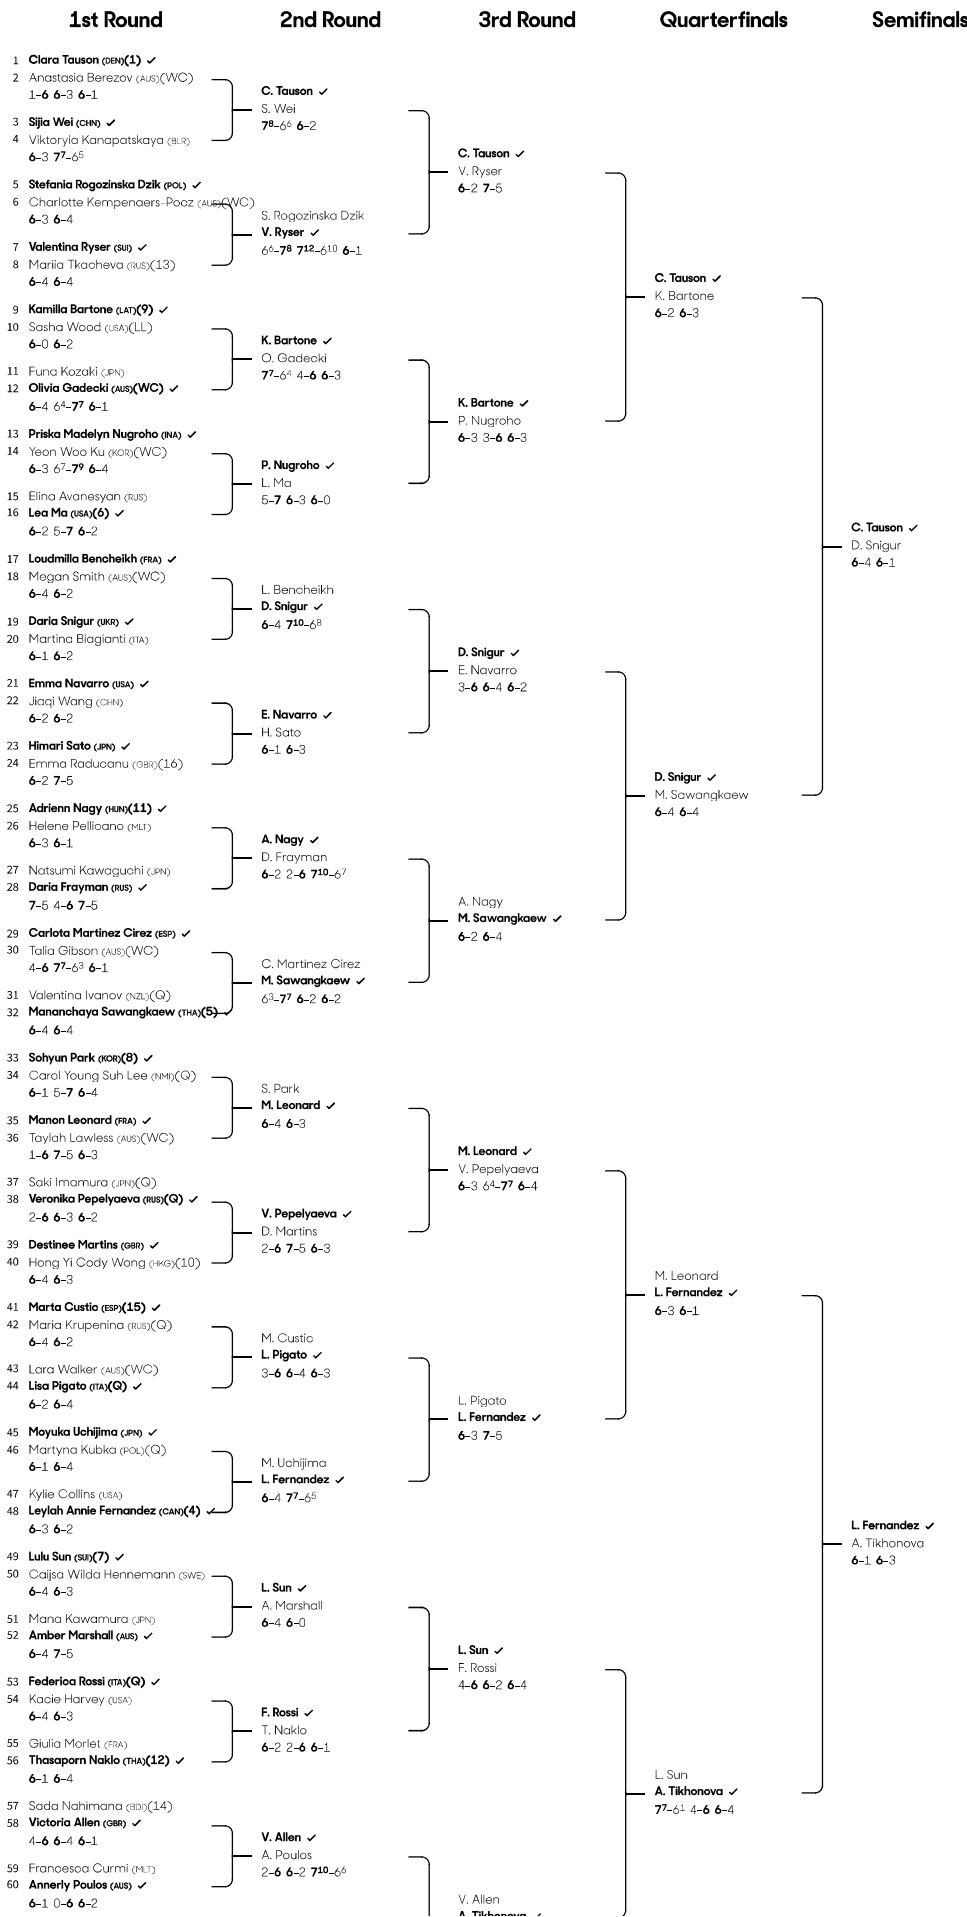 1st Round
2nd Round
3rd Round
Quarterfinals
Semifinals
1 Clara Tauson (DEN)(1) ✓
2 Anastasia Berezov (AUS)(WC)
1-6 6-3 6-1
3 Sijia Wei (CHN) ✓
4 Viktoryia Kanapatskaya (BLR)
6-3 7⁷-6⁵
5 Stefania Rogozinska Dzik (POL) ✓
6 Charlotte Kempenaers-Pocz (AUS)(WC)
6-3 6-4
7 Valentina Ryser (SUI) ✓
8 Mariia Tkacheva (RUS)(13)
6-4 6-4
9 Kamilla Bartone (LAT)(9) ✓
10 Sasha Wood (USA)(LL)
6-0 6-2
11 Funa Kozaki (JPN)
12 Olivia Gadecki (AUS)(WC) ✓
6-4 6⁴-7⁷ 6-1
13 Priska Madelyn Nugroho (INA) ✓
14 Yeon Woo Ku (KOR)(WC)
6-3 6⁷-7⁹ 6-4
15 Elina Avanesyan (RUS)
16 Lea Ma (USA)(6) ✓
6-2 5-7 6-2
17 Loudmilla Bencheikh (FRA) ✓
18 Megan Smith (AUS)(WC)
6-4 6-2
19 Daria Snigur (UKR) ✓
20 Martina Biagianti (ITA)
6-1 6-2
21 Emma Navarro (USA) ✓
22 Jiaqi Wang (CHN)
6-2 6-2
23 Himari Sato (JPN) ✓
24 Emma Raducanu (GBR)(16)
6-2 7-5
25 Adrienn Nagy (HUN)(11) ✓
26 Helene Pellicano (MLT)
6-3 6-1
27 Natsumi Kawaguchi (JPN)
28 Daria Frayman (RUS) ✓
7-5 4-6 7-5
29 Carlota Martinez Cirez (ESP) ✓
30 Talia Gibson (AUS)(WC)
4-6 7⁷-6³ 6-1
31 Valentina Ivanov (NZL)(Q)
32 Mananchaya Sawangkaew (THA)(5) ✓
6-4 6-4
33 Sohyun Park (KOR)(8) ✓
34 Carol Young Suh Lee (NMI)(Q)
6-1 5-7 6-4
35 Manon Leonard (FRA) ✓
36 Taylah Lawless (AUS)(WC)
1-6 7-5 6-3
37 Saki Imamura (JPN)(Q)
38 Veronika Pepelyaeva (RUS)(Q) ✓
2-6 6-3 6-2
39 Destinee Martins (GBR) ✓
40 Hong Yi Cody Wong (HKG)(10)
6-4 6-3
41 Marta Custic (ESP)(15) ✓
42 Maria Krupenina (RUS)(Q)
6-4 6-2
43 Lara Walker (AUS)(WC)
44 Lisa Pigato (ITA)(Q) ✓
6-2 6-4
45 Moyuka Uchijima (JPN) ✓
46 Martyna Kubka (POL)(Q)
6-1 6-4
47 Kylie Collins (USA)
48 Leylah Annie Fernandez (CAN)(4) ✓
6-3 6-2
49 Lulu Sun (SUI)(7) ✓
50 Caijsa Wilda Hennemann (SWE)
6-4 6-3
51 Mana Kawamura (JPN)
52 Amber Marshall (AUS) ✓
6-4 7-5
53 Federica Rossi (ITA)(Q) ✓
54 Kacie Harvey (USA)
6-4 6-3
55 Giulia Morlet (FRA)
56 Thasaporn Naklo (THA)(12) ✓
6-1 6-4
57 Sada Nahimana (BDI)(14)
58 Victoria Allen (GBR) ✓
4-6 6-4 6-1
59 Francesca Curmi (MLT)
60 Annerly Poulos (AUS) ✓
6-1 0-6 6-2
C. Tauson ✓
S. Wei
7⁸-6⁶ 6-2
S. Rogozinska Dzik
V. Ryser ✓
6⁶-7⁸ 7¹²-6¹⁰ 6-1
K. Bartone ✓
O. Gadecki
7⁷-6⁴ 4-6 6-3
P. Nugroho ✓
L. Ma
5-7 6-3 6-0
L. Bencheikh
D. Snigur ✓
6-4 7¹⁰-6⁸
E. Navarro ✓
H. Sato
6-1 6-3
A. Nagy ✓
D. Frayman
6-2 2-6 7¹⁰-6⁷
C. Martinez Cirez
M. Sawangkaew ✓
6³-7⁷ 6-2 6-2
S. Park
M. Leonard ✓
6-4 6-3
V. Pepelyaeva ✓
D. Martins
2-6 7-5 6-3
M. Custic
L. Pigato ✓
3-6 6-4 6-3
M. Uchijima
L. Fernandez ✓
6-4 7⁷-6⁵
L. Sun ✓
A. Marshall
6-4 6-0
F. Rossi ✓
T. Naklo
6-2 2-6 6-1
V. Allen ✓
A. Poulos
2-6 6-2 7¹⁰-6⁶
C. Tauson ✓
V. Ryser
6-2 7-5
K. Bartone ✓
P. Nugroho
6-3 3-6 6-3
D. Snigur ✓
E. Navarro
3-6 6-4 6-2
A. Nagy
M. Sawangkaew ✓
6-2 6-4
M. Leonard ✓
V. Pepelyaeva
6-3 6⁴-7⁷ 6-4
L. Pigato
L. Fernandez ✓
6-3 7-5
L. Sun ✓
F. Rossi
4-6 6-2 6-4
V. Allen
A. Tikhonova ✓
C. Tauson ✓
K. Bartone
6-2 6-3
D. Snigur ✓
M. Sawangkaew
6-4 6-4
M. Leonard
L. Fernandez ✓
6-3 6-1
L. Sun
A. Tikhonova ✓
7⁷-6¹ 4-6 6-4
C. Tauson ✓
D. Snigur
6-4 6-1
L. Fernandez ✓
A. Tikhonova
6-1 6-3